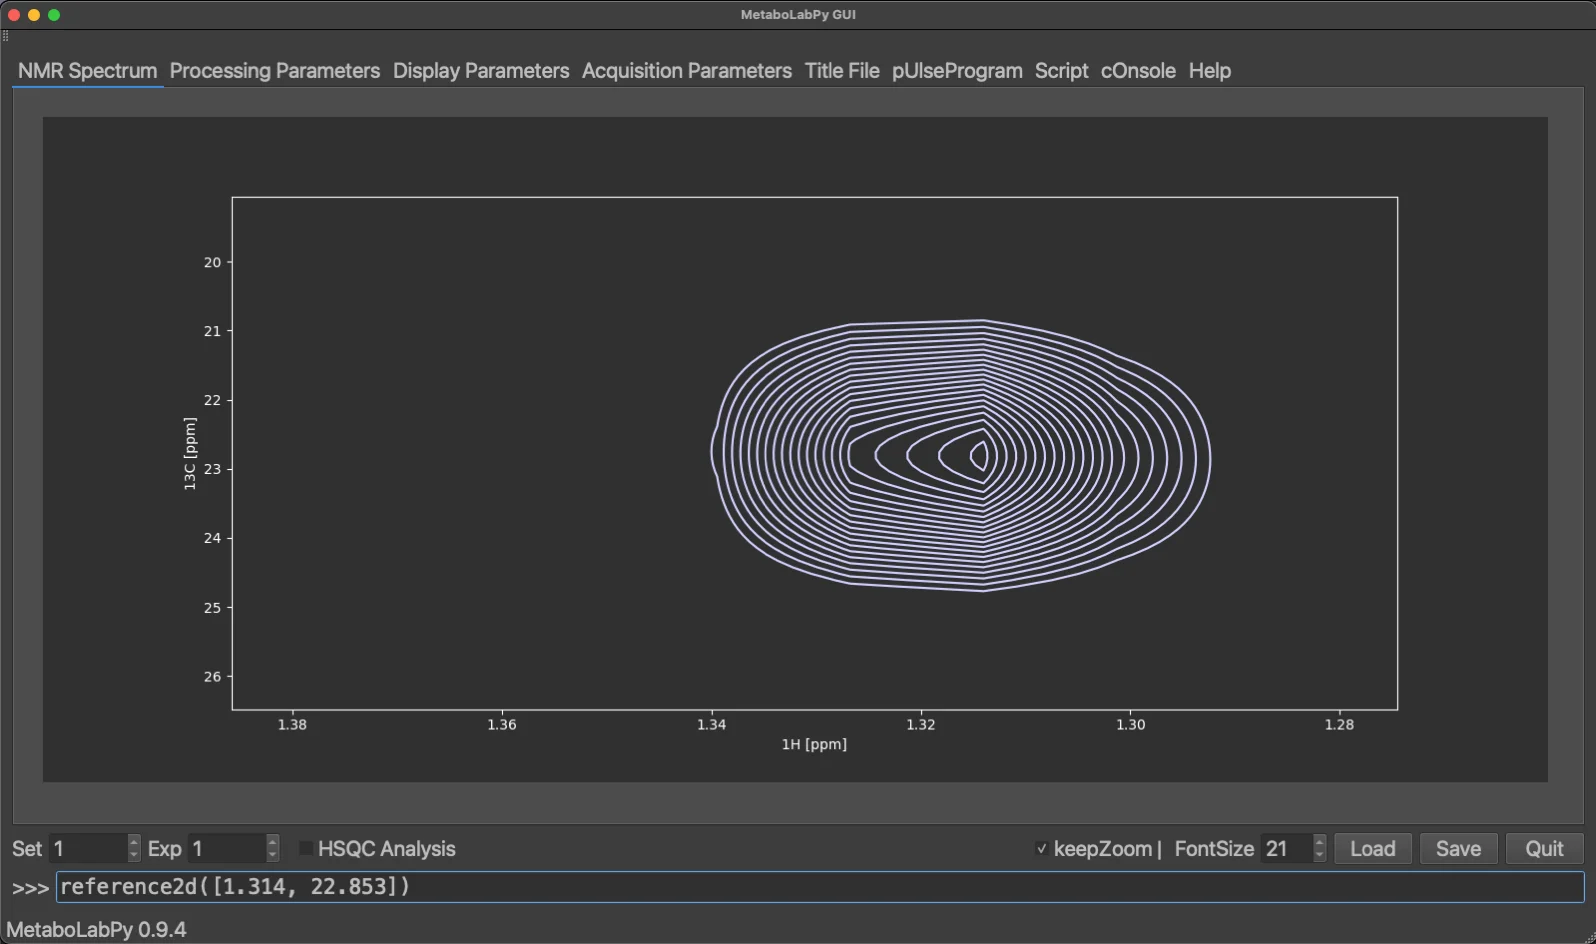 MetaboLabPy GUI
NMR Spectrum Processing Parameters Display Parameters Acquisition Parameters Title File pUlseProgram Script cOnsole Help
20
21
22
23
24
25
26
13C [ppm]
1.38 1.36 1.34 1.32 1.30 1.28
1H [ppm]
Set 1 Exp 1 HSQC Analysis keepZoom | FontSize 21 Load Save Quit
>>> reference2d([1.314, 22.853])
MetaboLabPy 0.9.4